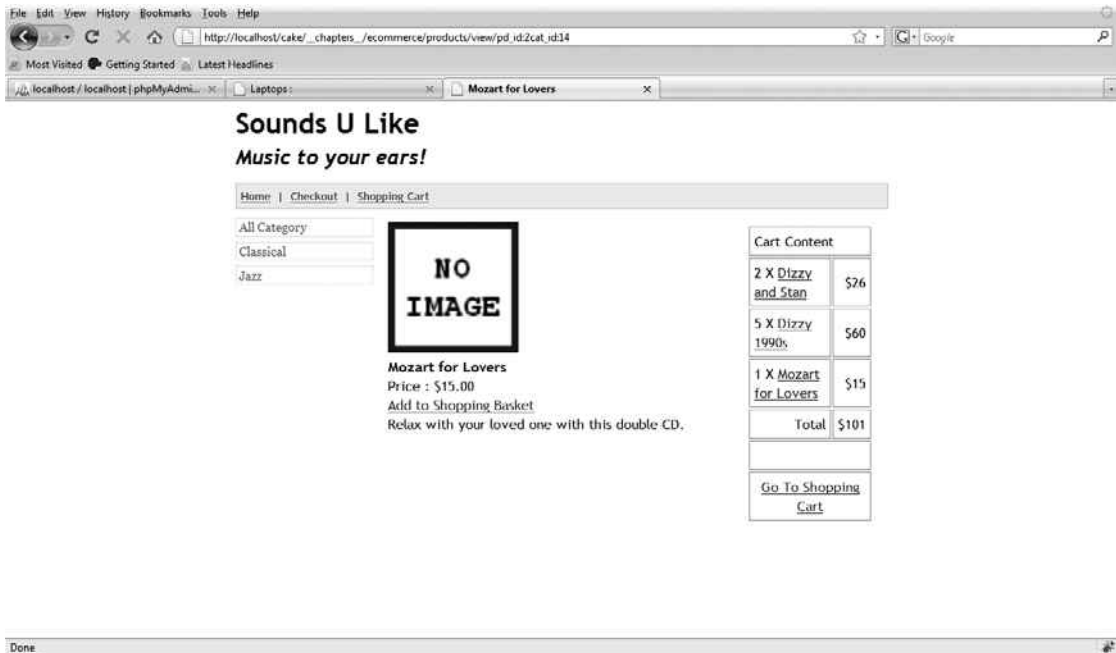 File Edit View History Bookmarks Tools Help
http://localhost/cake/_chapters_/ecommerce/products/view/pd_id:2cat_id:14
Google
Most Visited Getting Started Latest Headlines
localhost / localhost | phpMyAdmi...
Laptops:
Mozart for Lovers
Sounds U Like
Music to your ears!
Home | Checkout | Shopping Cart
All Category
Classical
Jazz
NO
IMAGE
Mozart for Lovers
Price : $15.00
Add to Shopping Basket
Relax with your loved one with this double CD.
Cart Content
2 X Dizzy
and Stan
$26
5 X Dizzy
1990s
$60
1 X Mozart
for Lovers
$15
Total $101
Go To Shopping
Cart
Done